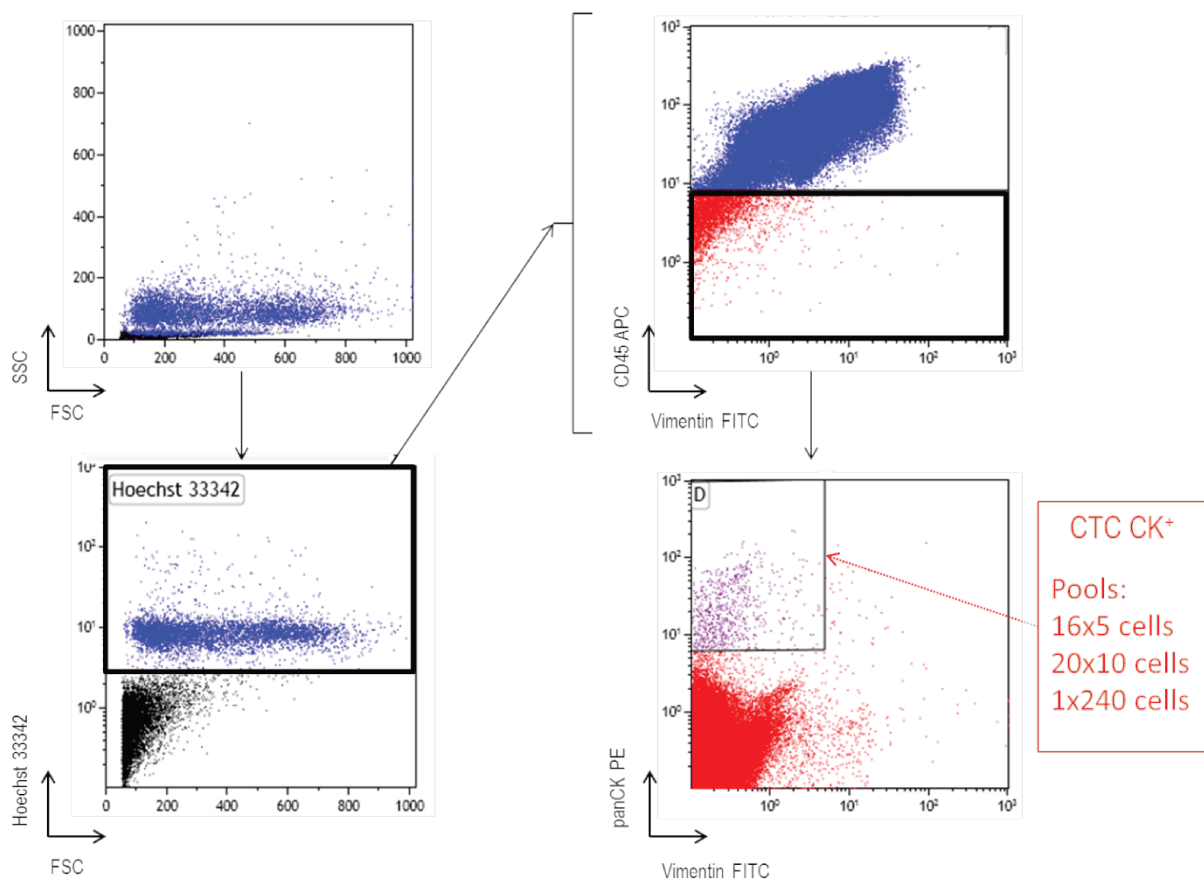 1000
800
600
400
200
0
200
400
600
800
1000
SSC
FSC
10³
10²
10¹
10⁰
10⁰
10¹
10²
10³
CD45 APC
Vimentin FITC
Hoechst 33342
10²
10¹
10⁰
0
200
400
600
800
1000
Hoechst 33342
FSC
D
10³
10²
10¹
10⁰
10⁰
10¹
10²
10³
panCK PE
Vimentin FITC
CTC CK⁺
Pools:
16x5 cells
20x10 cells
1x240 cells